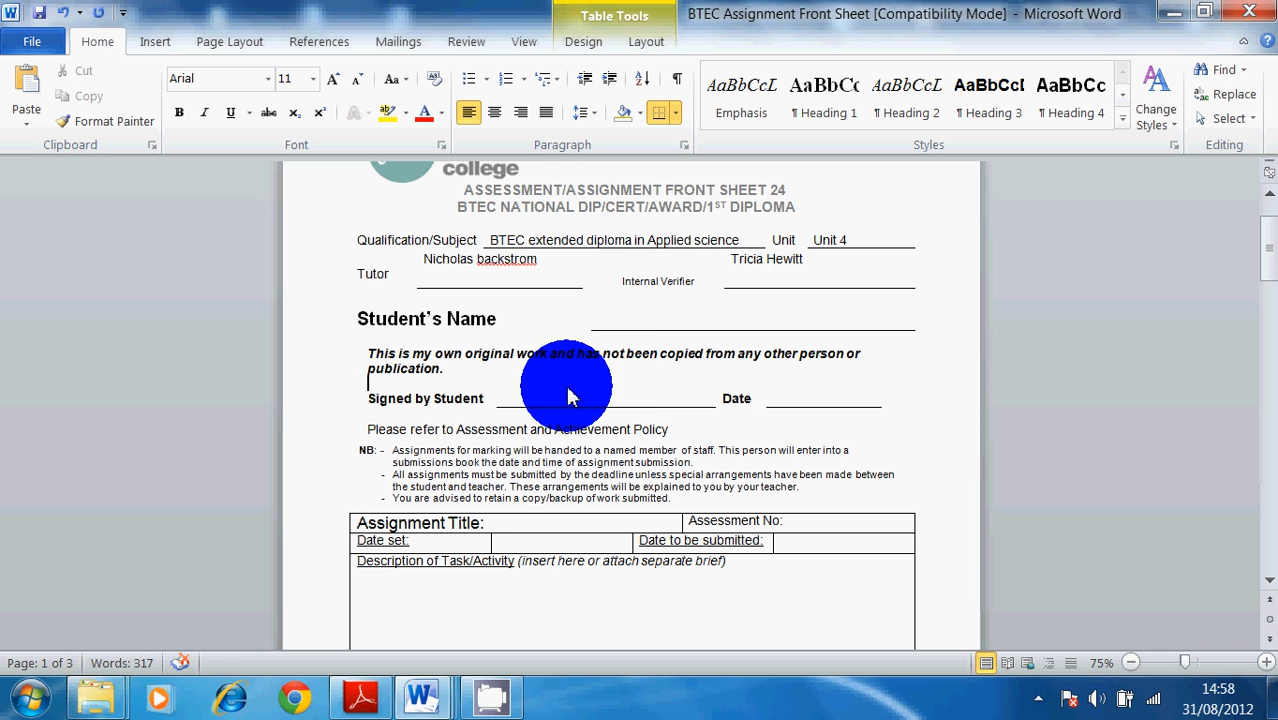 Table Tools
BTEC Assignment Front Sheet [Compatibility Mode] - Microsoft Word
File Home Insert Page Layout References Mailings Review View Design Layout
Paste
Cut
Copy
Format Painter
Clipboard
Arial 11
Font
Paragraph
AaBbCcL AaBbCc AaBbCcL AaBbCcI AaBbCc
Emphasis ¶ Heading 1 ¶ Heading 2 ¶ Heading 3 ¶ Heading 4
Change Styles
Styles
Find
Replace
Select
Editing
college
ASSESSMENT/ASSIGNMENT FRONT SHEET 24
BTEC NATIONAL DIP/CERT/AWARD/1ST DIPLOMA
Qualification/Subject BTEC extended diploma in Applied science Unit Unit 4
Nicholas backstrom Tricia Hewitt
Tutor Internal Verifier
Student's Name
This is my own original work and has not been copied from any other person or
publication.
Signed by Student Date
Please refer to Assessment and Achievement Policy
NB: - Assignments for marking will be handed to a named member of staff. This person will enter into a
submissions book the date and time of assignment submission.
- All assignments must be submitted by the deadline unless special arrangements have been made between
the student and teacher. These arrangements will be explained to you by your teacher.
- You are advised to retain a copy/backup of work submitted.
Assignment Title: Assessment No:
Date set: Date to be submitted:
Description of Task/Activity (insert here or attach separate brief)
Page: 1 of 3 Words: 317 75%
14:58
31/08/2012